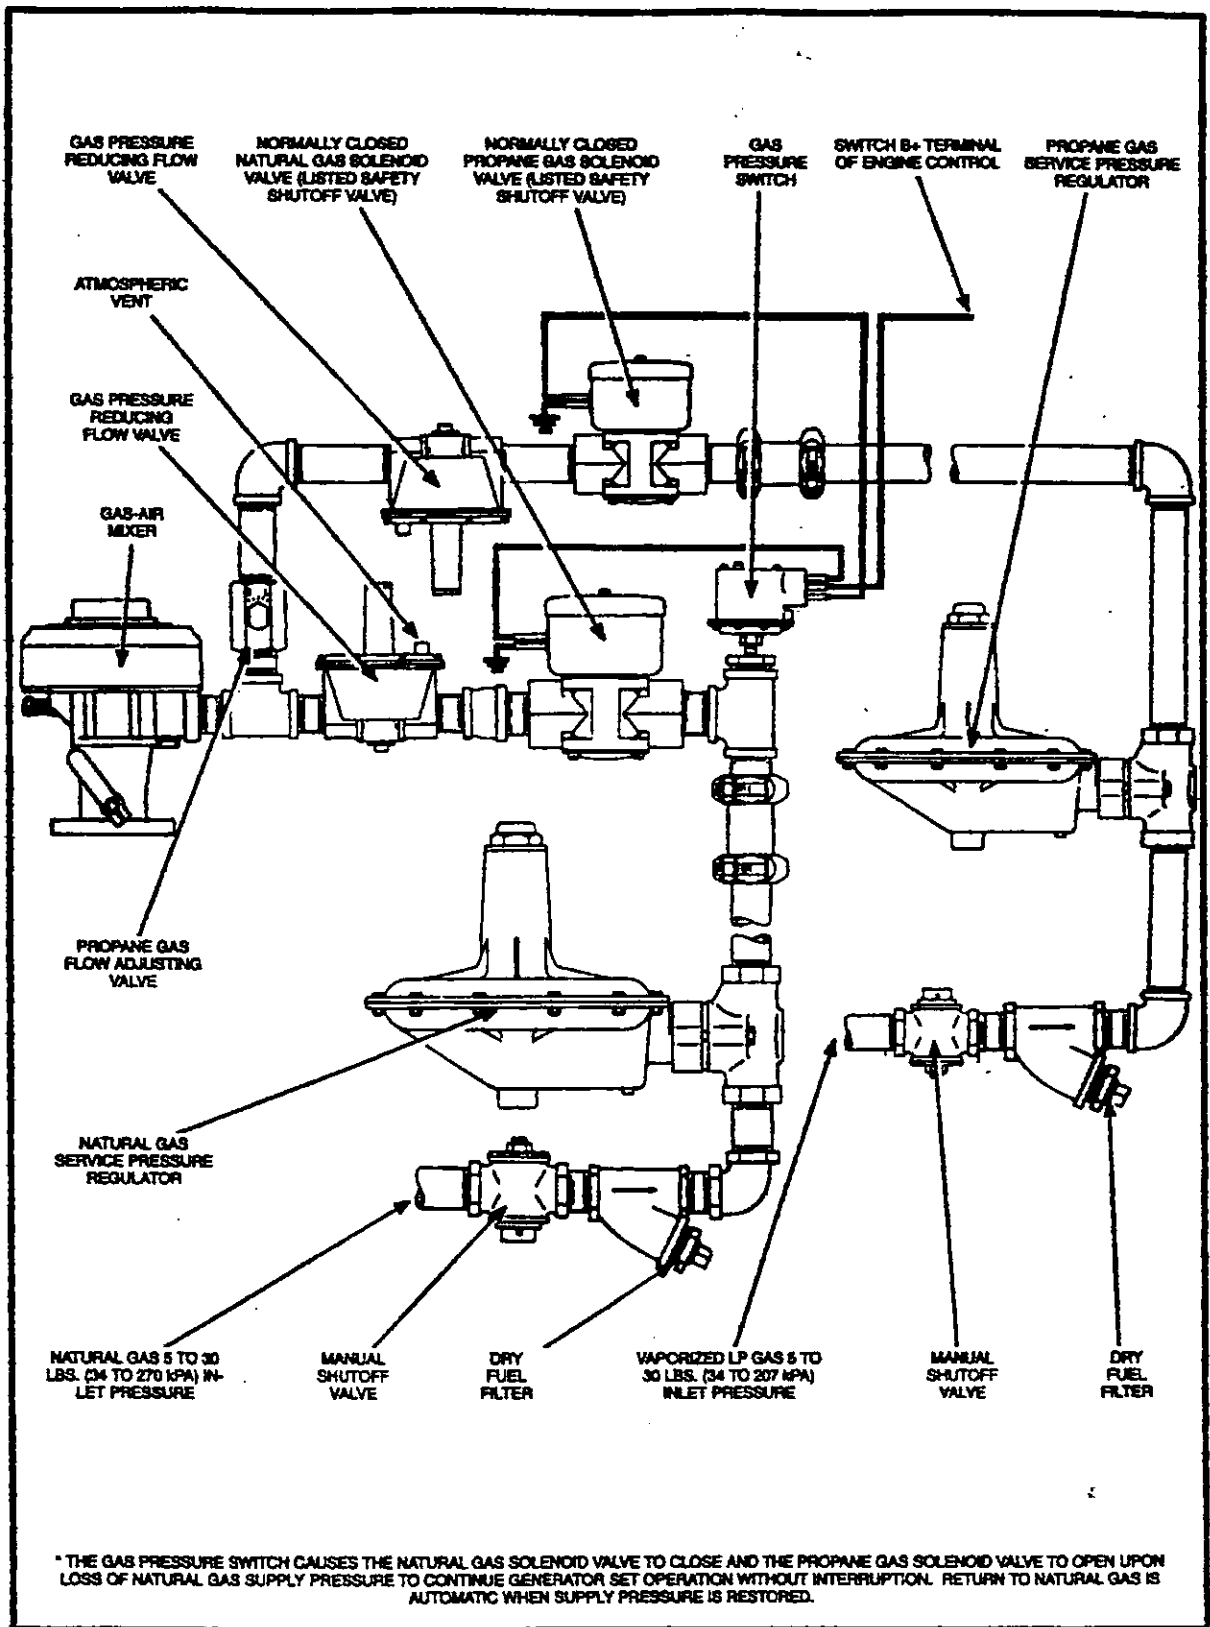 GAS PRESSURE
REDUCING FLOW
VALVE
NORMALLY CLOSED
NATURAL GAS SOLENOID
VALVE (LISTED SAFETY
SHUTOFF VALVE)
NORMALLY CLOSED
PROPANE GAS SOLENOID
VALVE (LISTED SAFETY
SHUTOFF VALVE)
GAS
PRESSURE
SWITCH
SWITCH B+ TERMINAL
OF ENGINE CONTROL
PROPANE GAS
SERVICE PRESSURE
REGULATOR
ATMOSPHERIC
VENT
GAS PRESSURE
REDUCING
FLOW VALVE
GAS-AIR
MIXER
PROPANE GAS
FLOW ADJUSTING
VALVE
NATURAL GAS
SERVICE PRESSURE
REGULATOR
NATURAL GAS 5 TO 30
LBS. (34 TO 270 kPA) IN-
LET PRESSURE
MANUAL
SHUTOFF
VALVE
DRY
FUEL
FILTER
VAPORIZED LP GAS 5 TO
30 LBS. (34 TO 207 kPA)
INLET PRESSURE
MANUAL
SHUTOFF
VALVE
DRY
FUEL
FILTER
* THE GAS PRESSURE SWITCH CAUSES THE NATURAL GAS SOLENOID VALVE TO CLOSE AND THE PROPANE GAS SOLENOID VALVE TO OPEN UPON
LOSS OF NATURAL GAS SUPPLY PRESSURE TO CONTINUE GENERATOR SET OPERATION WITHOUT INTERRUPTION. RETURN TO NATURAL GAS IS
AUTOMATIC WHEN SUPPLY PRESSURE IS RESTORED.